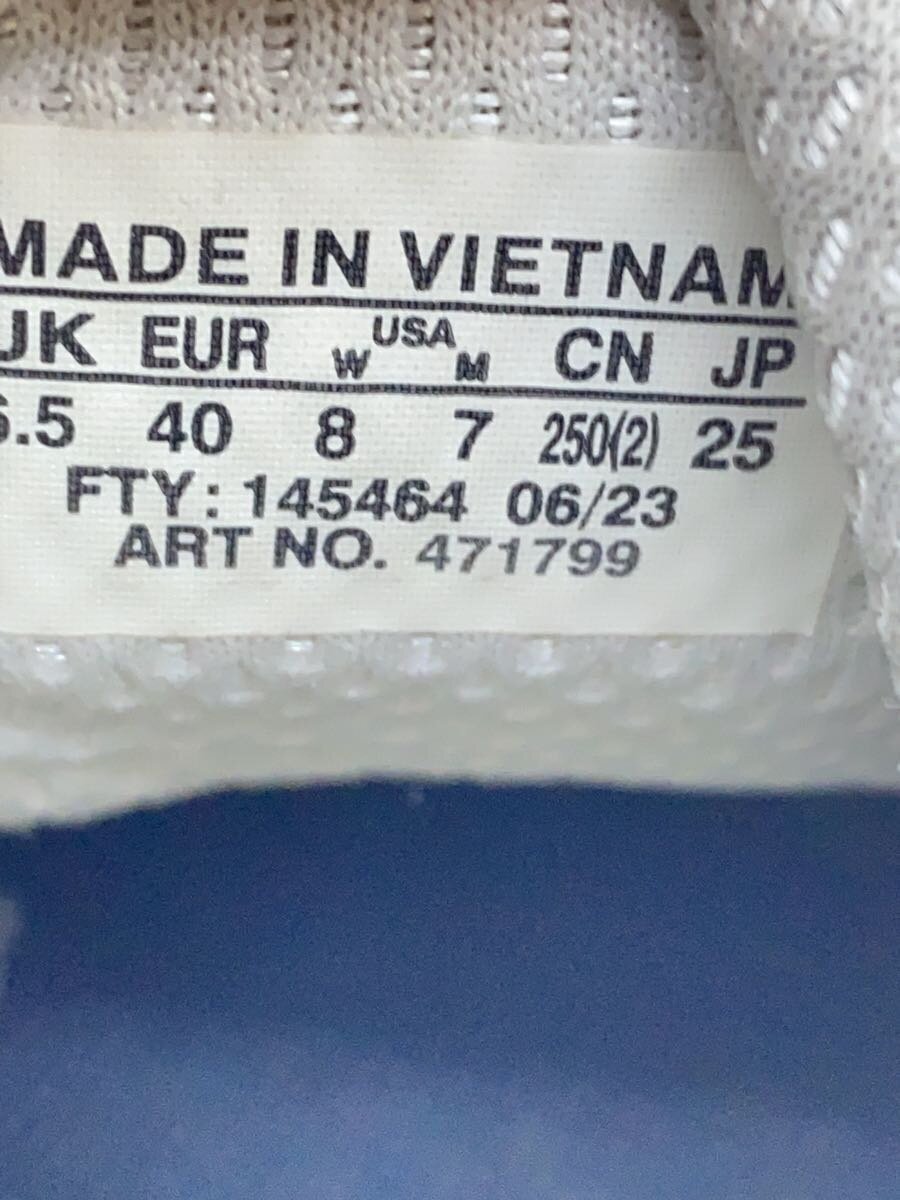 MADE IN VIETNAM
UK EUR USA W M CN JP
6.5 40 8 7 250(2) 25
FTY: 145464 06/23
ART NO. 471799